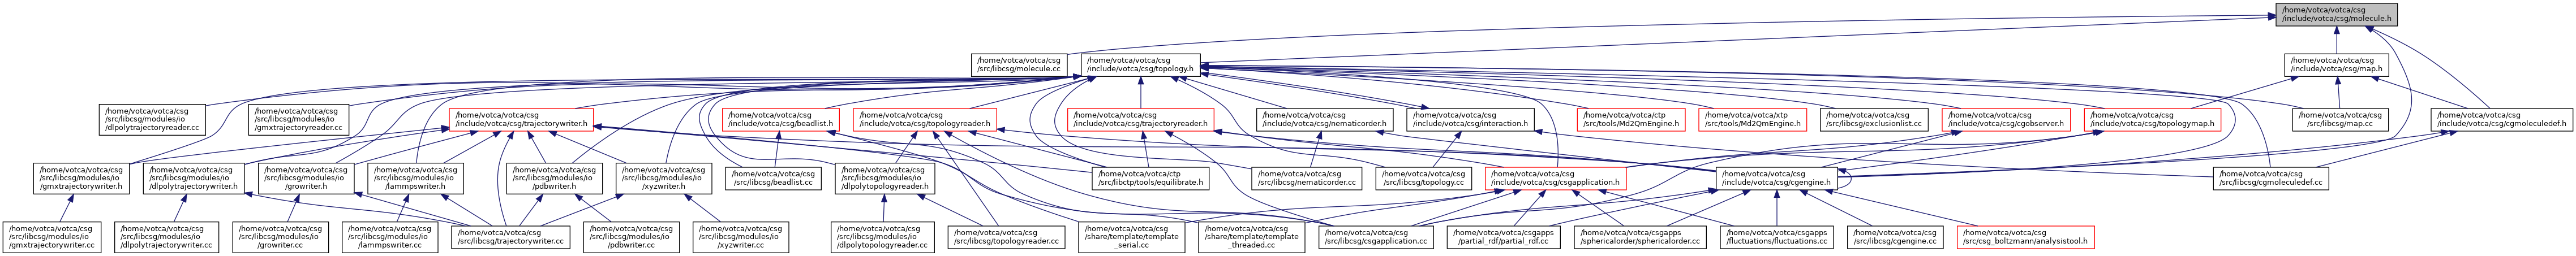 /home/votca/votca/csg
/include/votca/csg/molecule.h
/home/votca/votca/csg
/src/libcsg/molecule.cc
/home/votca/votca/csg
/include/votca/csg/topology.h
/home/votca/votca/csg
/include/votca/csg/map.h
/home/votca/votca/csg
/src/libcsg/modules/io
/dlpolytrajectoryreader.cc
/home/votca/votca/csg
/src/libcsg/modules/io
/gmxtrajectoryreader.cc
/home/votca/votca/csg
/include/votca/csg/trajectorywriter.h
/home/votca/votca/csg
/include/votca/csg/beadlist.h
/home/votca/votca/csg
/include/votca/csg/topologyreader.h
/home/votca/votca/csg
/include/votca/csg/trajectoryreader.h
/home/votca/votca/csg
/include/votca/csg/nematicorder.h
/home/votca/votca/csg
/include/votca/csg/interaction.h
/home/votca/votca/ctp
/src/tools/Md2QmEngine.h
/home/votca/votca/xtp
/src/tools/Md2QmEngine.h
/home/votca/votca/csg
/src/libcsg/exclusionlist.cc
/home/votca/votca/csg
/include/votca/csg/cgobserver.h
/home/votca/votca/csg
/include/votca/csg/topologymap.h
/home/votca/votca/csg
/src/libcsg/map.cc
/home/votca/votca/csg
/include/votca/csg/cgmoleculedef.h
/home/votca/votca/csg
/src/libcsg/modules/io
/gmxtrajectorywriter.h
/home/votca/votca/csg
/src/libcsg/modules/io
/dlpolytrajectorywriter.h
/home/votca/votca/csg
/src/libcsg/modules/io
/growriter.h
/home/votca/votca/csg
/src/libcsg/modules/io
/lammpswriter.h
/home/votca/votca/csg
/src/libcsg/modules/io
/pdbwriter.h
/home/votca/votca/csg
/src/libcsg/modules/io
/xyzwriter.h
/home/votca/votca/csg
/src/libcsg/beadlist.cc
/home/votca/votca/csg
/src/libcsg/modules/io
/dlpolytopologyreader.h
/home/votca/votca/ctp
/src/libctp/tools/equilibrate.h
/home/votca/votca/csg
/src/libcsg/nematicorder.cc
/home/votca/votca/csg
/src/libcsg/topology.cc
/home/votca/votca/csg
/include/votca/csg/csgapplication.h
/home/votca/votca/csg
/include/votca/csg/cgengine.h
/home/votca/votca/csg
/src/libcsg/cgmoleculedef.cc
/home/votca/votca/csg
/src/libcsg/modules/io
/gmxtrajectorywriter.cc
/home/votca/votca/csg
/src/libcsg/modules/io
/dlpolytrajectorywriter.cc
/home/votca/votca/csg
/src/libcsg/modules/io
/growriter.cc
/home/votca/votca/csg
/src/libcsg/modules/io
/lammpswriter.cc
/home/votca/votca/csg
/src/libcsg/trajectorywriter.cc
/home/votca/votca/csg
/src/libcsg/modules/io
/pdbwriter.cc
/home/votca/votca/csg
/src/libcsg/modules/io
/xyzwriter.cc
/home/votca/votca/csg
/src/libcsg/modules/io
/dlpolytopologyreader.cc
/home/votca/votca/csg
/src/libcsg/topologyreader.cc
/home/votca/votca/csg
/share/template/template
_serial.cc
/home/votca/votca/csg
/share/template/template
_threaded.cc
/home/votca/votca/csg
/src/libcsg/csgapplication.cc
/home/votca/votca/csgapps
/partial_rdf/partial_rdf.cc
/home/votca/votca/csgapps
/sphericalorder/sphericalorder.cc
/home/votca/votca/csgapps
/fluctuations/fluctuations.cc
/home/votca/votca/csg
/src/libcsg/cgengine.cc
/home/votca/votca/csg
/src/csg_boltzmann/analysistool.h